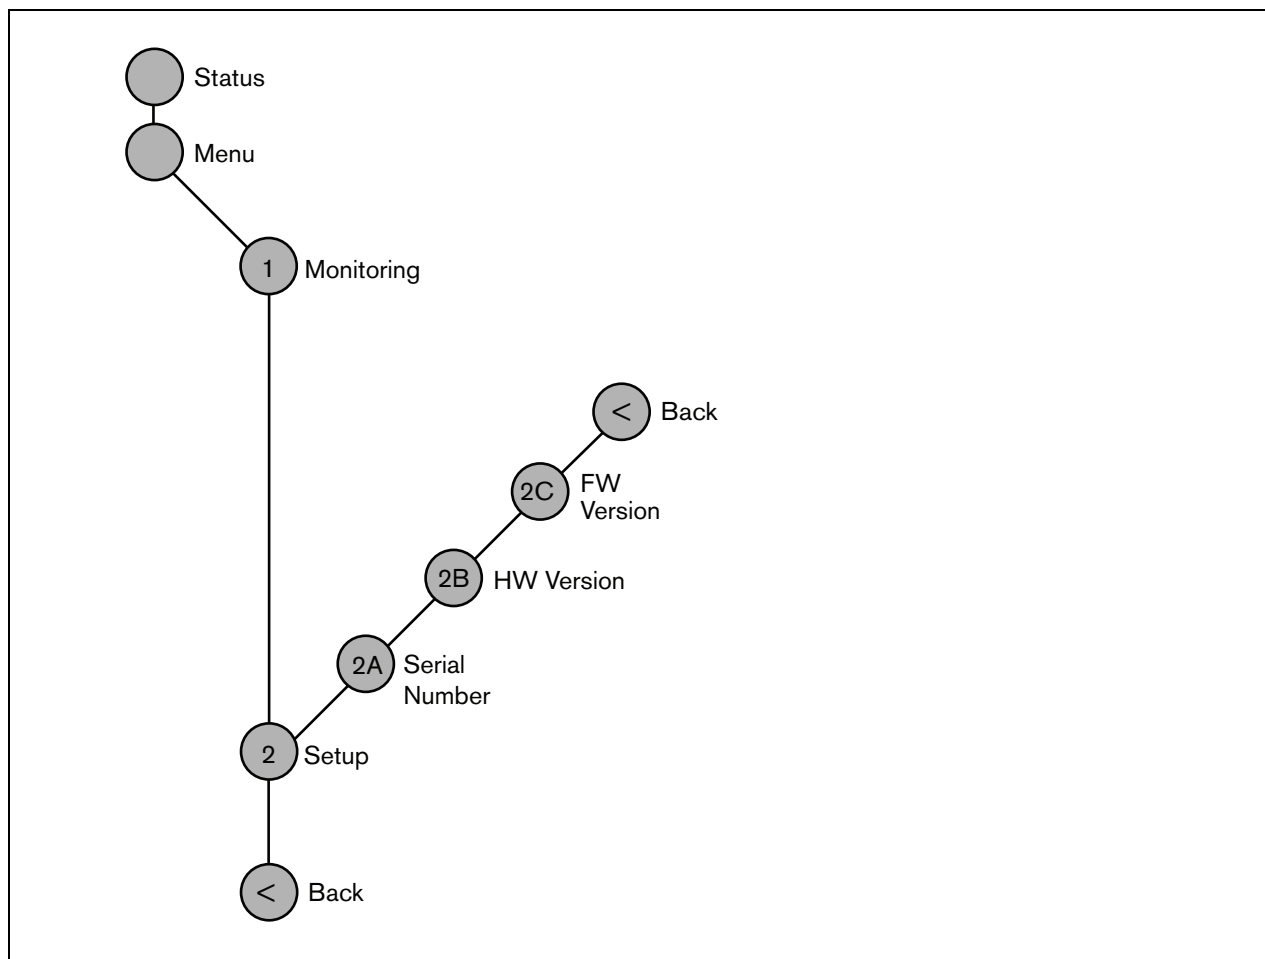 Status
Menu
1 Monitoring
< Back
2C FW
Version
2B HW Version
2A Serial
Number
2 Setup
< Back